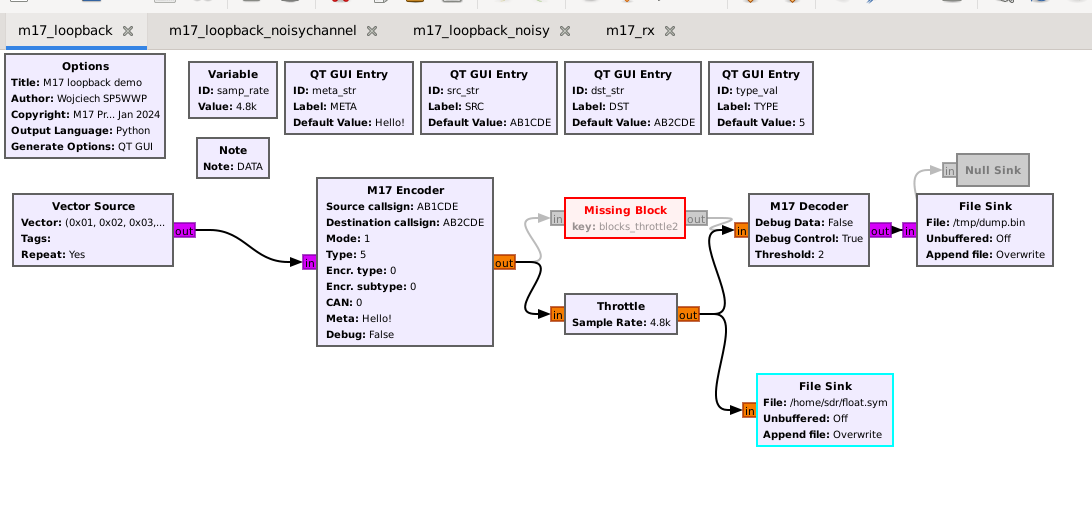 m17_loopback
m17_loopback_noisychannel
m17_loopback_noisy
m17_rx
Options
Title: M17 loopback demo
Author: Wojciech SP5WWP
Copyright: M17 Pr... Jan 2024
Output Language: Python
Generate Options: QT GUI
Variable
ID: samp_rate
Value: 4.8k
QT GUI Entry
ID: meta_str
Label: META
Default Value: Hello!
QT GUI Entry
ID: src_str
Label: SRC
Default Value: AB1CDE
QT GUI Entry
ID: dst_str
Label: DST
Default Value: AB2CDE
QT GUI Entry
ID: type_val
Label: TYPE
Default Value: 5
Note
Note: DATA
Vector Source
Vector: (0x01, 0x02, 0x03,...
Tags:
Repeat: Yes
out
in
M17 Encoder
Source callsign: AB1CDE
Destination callsign: AB2CDE
Mode: 1
Type: 5
Encr. type: 0
Encr. subtype: 0
CAN: 0
Meta: Hello!
Debug: False
out
in
Missing Block
key: blocks_throttle2
out
in
Throttle
Sample Rate: 4.8k
out
in
M17 Decoder
Debug Data: False
Debug Control: True
Threshold: 2
out
in
Null Sink
in
File Sink
File: /tmp/dump.bin
Unbuffered: Off
Append file: Overwrite
in
File Sink
File: /home/sdr/float.sym
Unbuffered: Off
Append file: Overwrite